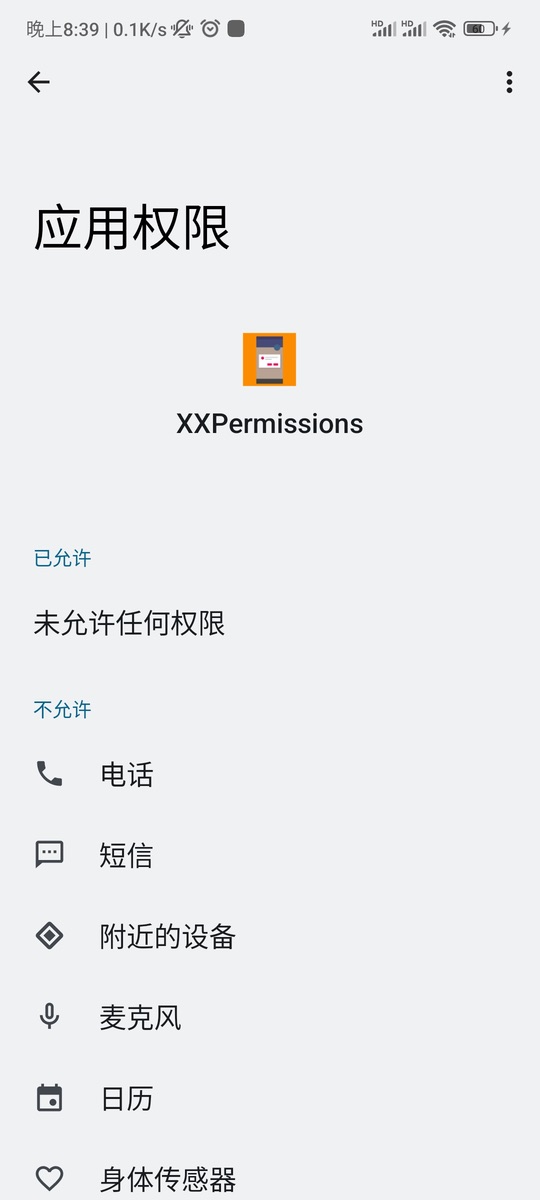 晚上8:39 | 0.1K/s
HD HD 60
应用权限
XXPermissions
已允许
未允许任何权限
不允许
电话
短信
附近的设备
麦克风
日历
身体传感器